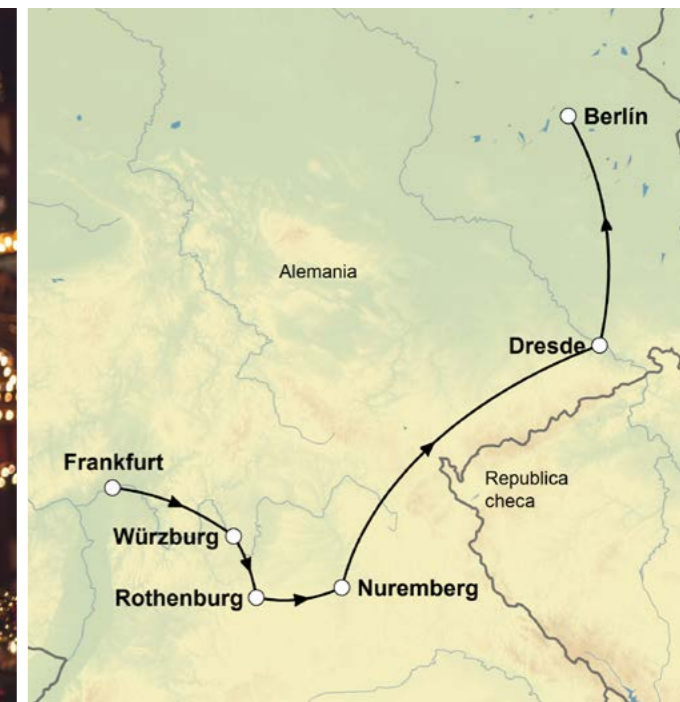 Berlín
Alemania
Dresde
Frankfurt
Republica
checa
Würzburg
Rothenburg
Nuremberg